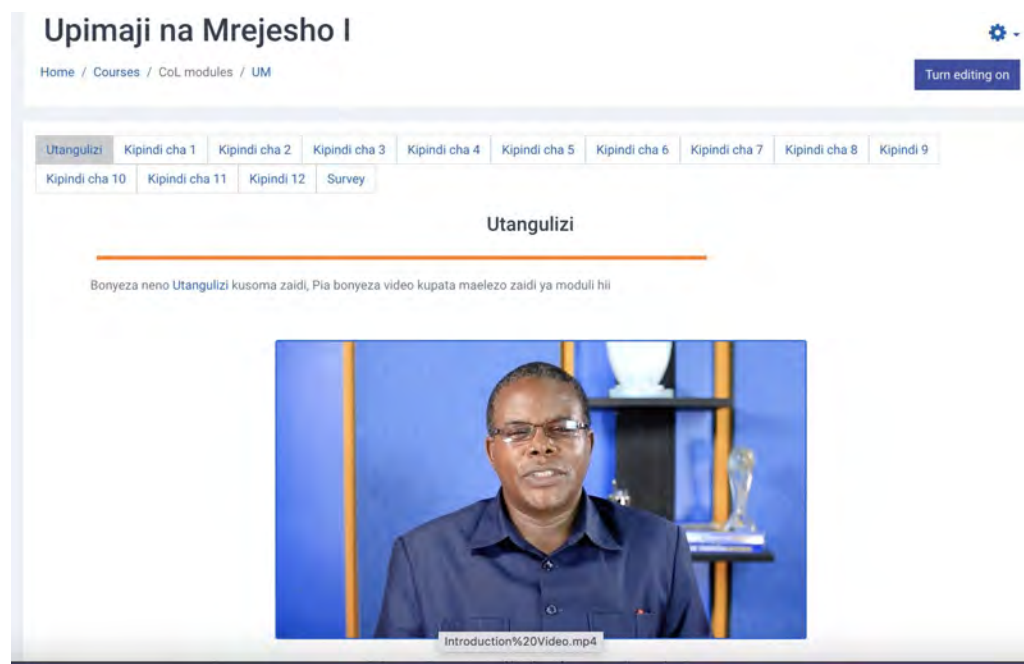 Upimaji na Mrejesho I
Home / Courses / CoL modules / UM
Turn editing on
Utangulizi Kipindi cha 1 Kipindi cha 2 Kipindi cha 3 Kipindi cha 4 Kipindi cha 5 Kipindi cha 6 Kipindi cha 7 Kipindi cha 8 Kipindi 9
Kipindi cha 10 Kipindi cha 11 Kipindi 12 Survey
Utangulizi
Bonyeza neno Utangulizi kusoma zaidi, Pia bonyeza video kupata maelezo zaidi ya moduli hii
Introduction%20Video.mp4